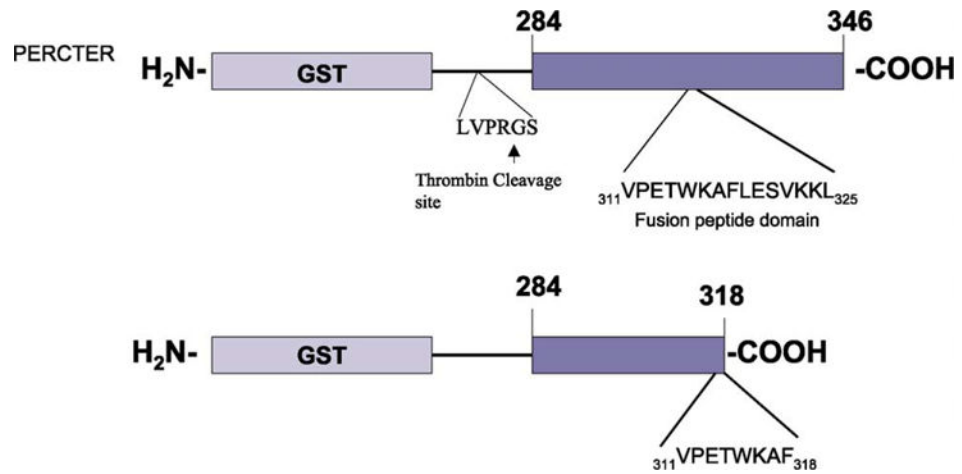 284 346
PERCTER H₂N- GST -COOH
LVPRGS
Thrombin Cleavage
site
₃₁₁VPETWKAFLESVKKL₃₂₅
Fusion peptide domain
284 318
H₂N- GST -COOH
₃₁₁VPETWKAF₃₁₈